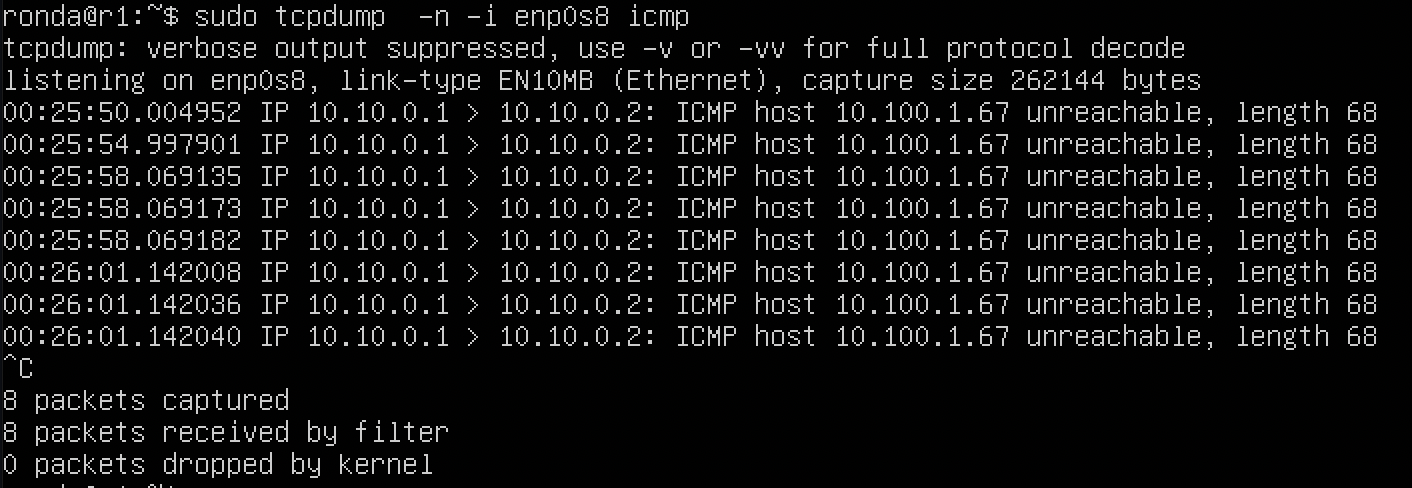 ronda@r1:~$ sudo tcpdump  -n -i enp0s8 icmp
tcpdump: verbose output suppressed, use -v or -vv for full protocol decode
listening on enp0s8, link-type EN10MB (Ethernet), capture size 262144 bytes
00:25:50.004952 IP 10.10.0.1 > 10.10.0.2: ICMP host 10.100.1.67 unreachable, length 68
00:25:54.997901 IP 10.10.0.1 > 10.10.0.2: ICMP host 10.100.1.67 unreachable, length 68
00:25:58.069135 IP 10.10.0.1 > 10.10.0.2: ICMP host 10.100.1.67 unreachable, length 68
00:25:58.069173 IP 10.10.0.1 > 10.10.0.2: ICMP host 10.100.1.67 unreachable, length 68
00:25:58.069182 IP 10.10.0.1 > 10.10.0.2: ICMP host 10.100.1.67 unreachable, length 68
00:26:01.142008 IP 10.10.0.1 > 10.10.0.2: ICMP host 10.100.1.67 unreachable, length 68
00:26:01.142036 IP 10.10.0.1 > 10.10.0.2: ICMP host 10.100.1.67 unreachable, length 68
00:26:01.142040 IP 10.10.0.1 > 10.10.0.2: ICMP host 10.100.1.67 unreachable, length 68
^C
8 packets captured
8 packets received by filter
0 packets dropped by kernel